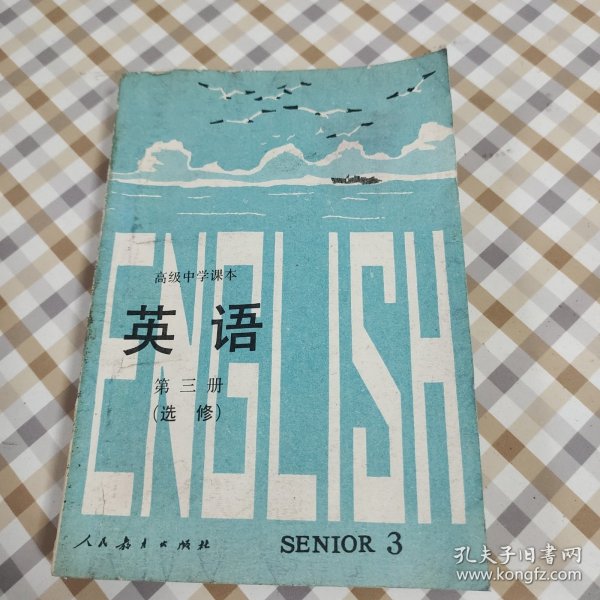 ENGLISH
高级中学课本
英语
第三册
(选修)
人民教育出版社
SENIOR 3
孔夫子旧书网
www.kongfz.com